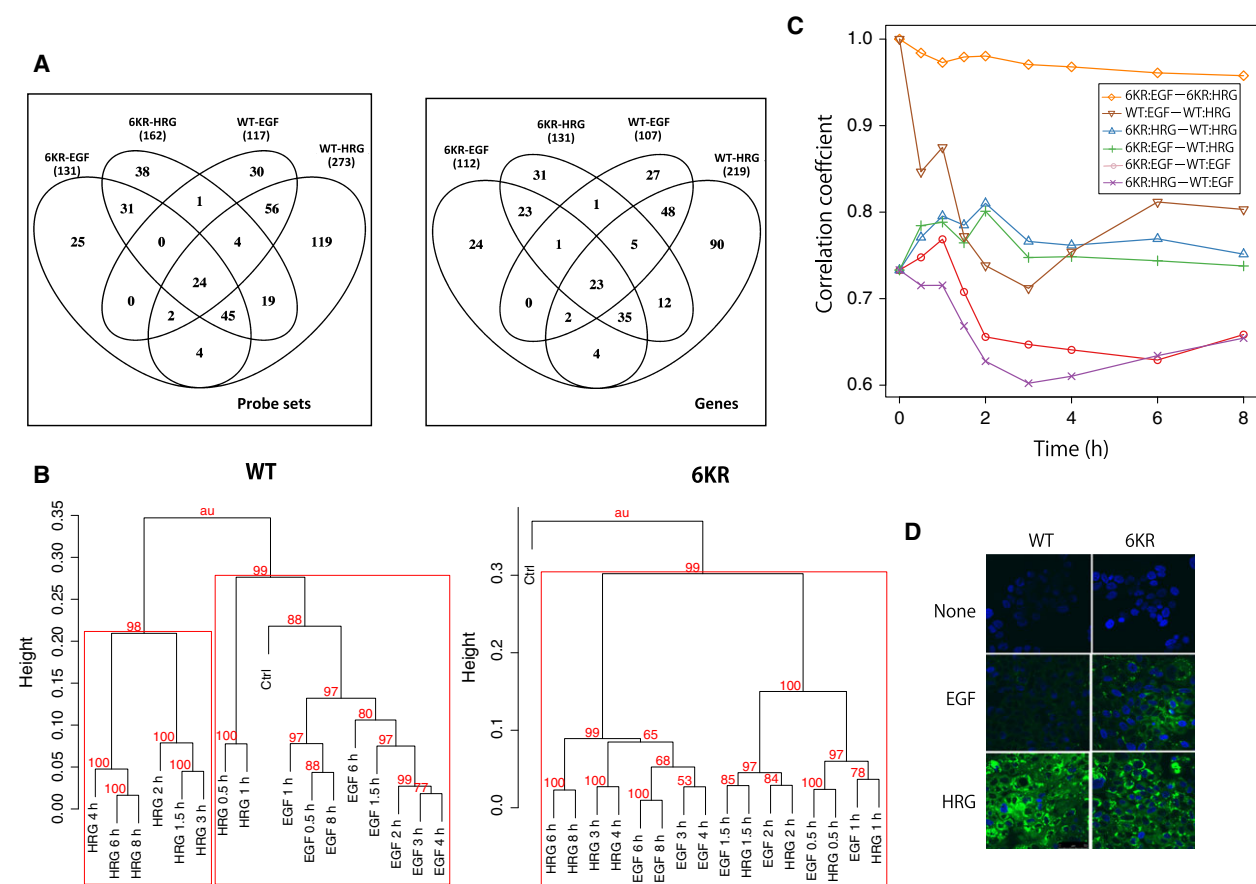 A
6KR-HRG
(162)
WT-EGF
(117)
6KR-EGF
(131)
WT-HRG
(273)
38
30
31
1
56
25
0
4
119
24
0
2
45
19
4
Probe sets
6KR-HRG
(131)
WT-EGF
(107)
6KR-EGF
(112)
WT-HRG
(219)
31
27
23
1
48
24
1
5
90
23
0
2
35
12
4
Genes
C
1.0
0.9
0.8
0.7
0.6
Correlation coeffcient
0
2
4
6
8
Time (h)
6KR:EGF—6KR:HRG
WT:EGF—WT:HRG
6KR:HRG—WT:HRG
6KR:EGF—WT:HRG
6KR:EGF—WT:EGF
6KR:HRG—WT:EGF
B
WT
Height
0.35
0.30
0.25
0.20
0.15
0.10
0.05
0.00
au
99
98
88
97
80
100
100
97
97
100
100
100
88
99
77
HRG 4 h
HRG 6 h
HRG 8 h
HRG 2 h
HRG 1.5 h
HRG 3 h
HRG 0.5 h
HRG 1 h
Ctrl
EGF 1 h
EGF 0.5 h
EGF 8 h
EGF 6 h
EGF 1.5 h
EGF 2 h
EGF 3 h
EGF 4 h
6KR
Height
0.3
0.2
0.1
0.0
au
99
100
99
65
97
68
97
100
100
53
85
84
100
78
100
Ctrl
HRG 6 h
HRG 8 h
HRG 3 h
HRG 4 h
EGF 6 h
EGF 8 h
EGF 3 h
EGF 4 h
EGF 1.5 h
HRG 1.5 h
EGF 2 h
HRG 2 h
EGF 0.5 h
HRG 0.5 h
EGF 1 h
HRG 1 h
D
WT
6KR
None
EGF
HRG